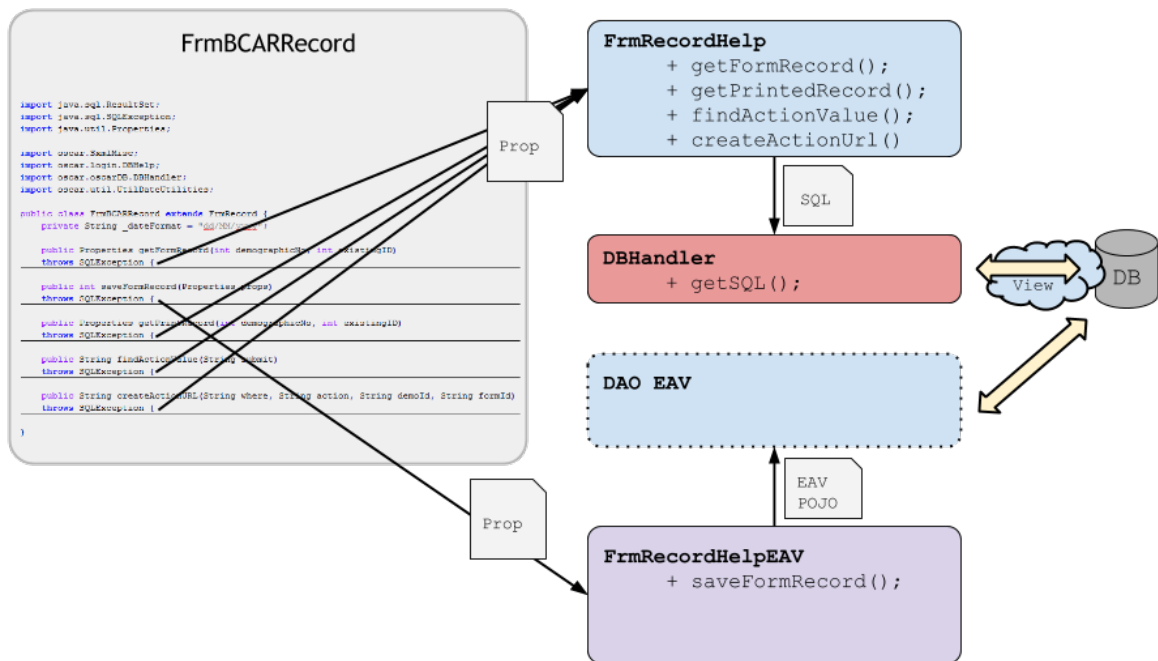 FrmBCARRecord
import java.sql.ResultSet;
import java.sql.SQLException;
import java.util.Properties;
import oscar.SxmlMisc;
import oscar.login.DBHelp;
import oscar.oscarDB.DBHandler;
import oscar.util.UtilDateUtilities;
public class FrmBCARRecord extends FrmRecord {
private String _dateFormat = "dd/MM/yyyy";
public Properties getFormRecord(int demographicNo, int existingID)
throws SQLException {
public int saveFormRecord(Properties props)
throws SQLException {
public Properties getPrintRecord(int demographicNo, int existingID)
throws SQLException {
public String findActionValue(String submit)
throws SQLException {
public String createActionURL(String where, String action, String demoId, String formId)
throws SQLException {
}
Prop
Prop
FrmRecordHelp
+ getFormRecord();
+ getPrintedRecord();
+ findActionValue();
+ createActionUrl()
SQL
DBHandler
+ getSQL();
View
DB
DAO EAV
EAV
POJO
FrmRecordHelpEAV
+ saveFormRecord();